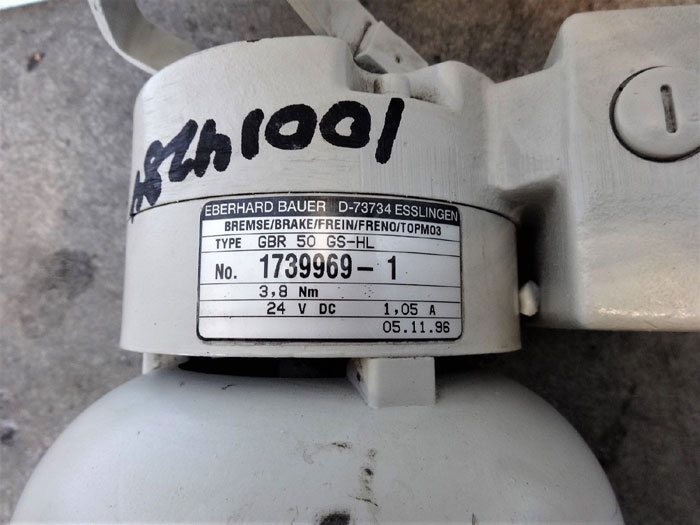 EBERHARD BAUER D-73734 ESSLINGEN
BREMSE/BRAKE/FREIN/FRENO/ТОРМОЗ
TYPE GBR 50 GS-HL
No. 1739969-1
3,8 Nm
24 V DC 1,05 A
05.11.96